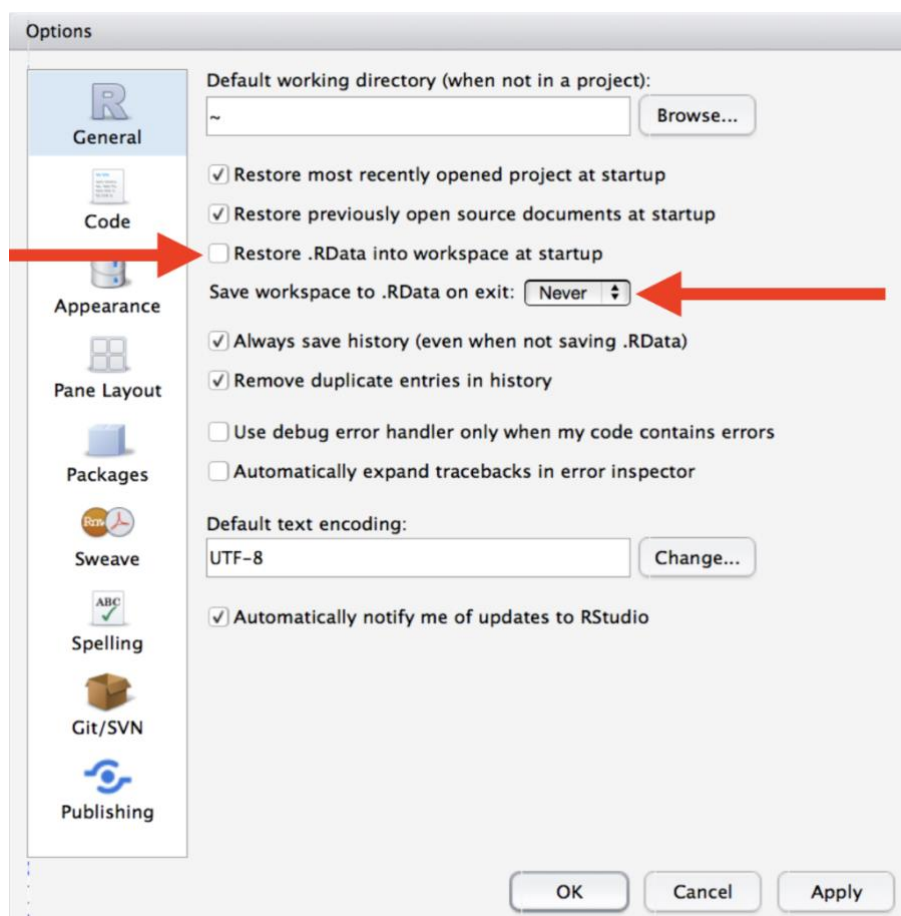 Options
General
Code
Appearance
Pane Layout
Packages
Rnw
Sweave
ABC
Spelling
Git/SVN
Publishing
Default working directory (when not in a project):
~
Browse...
Restore most recently opened project at startup
Restore previously open source documents at startup
Restore .RData into workspace at startup
Save workspace to .RData on exit: Never
Always save history (even when not saving .RData)
Remove duplicate entries in history
Use debug error handler only when my code contains errors
Automatically expand tracebacks in error inspector
Default text encoding:
UTF-8
Change...
Automatically notify me of updates to RStudio
OK Cancel Apply